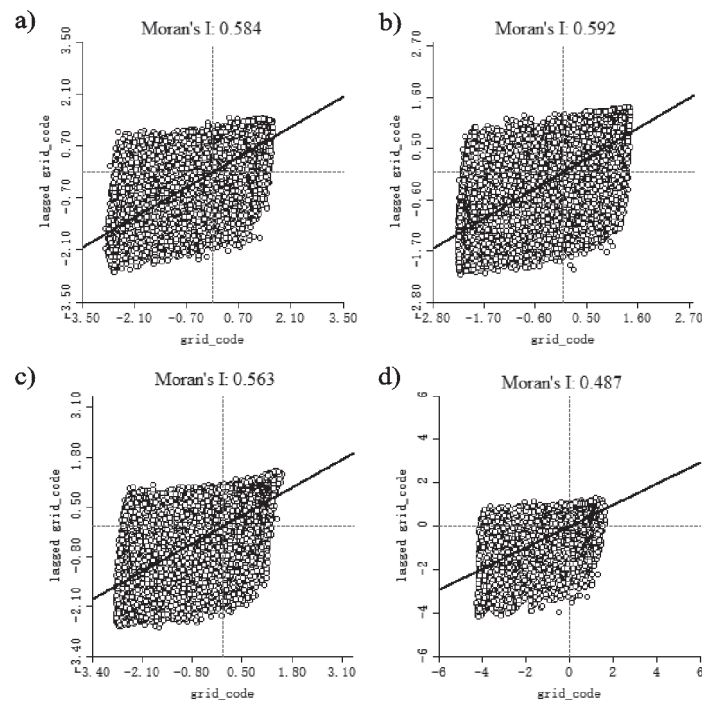 a)
Moran's I: 0.584
3.50
2.10
0.70
-0.70
-2.10
-3.50
lagged grid_code
-3.50 -2.10 -0.70 0.70 2.10 3.50
grid_code
b)
Moran's I: 0.592
2.70
1.60
0.50
-0.60
-1.70
-2.80
lagged grid_code
-2.80 -1.70 -0.60 0.50 1.60 2.70
grid_code
c)
Moran's I: 0.563
3.10
1.80
0.50
-0.80
-2.10
-3.40
lagged grid_code
-3.40 -2.10 -0.80 0.50 1.80 3.10
grid_code
d)
Moran's I: 0.487
6
4
2
0
-2
-4
-6
lagged grid_code
-6 -4 -2 0 2 4 6
grid_code